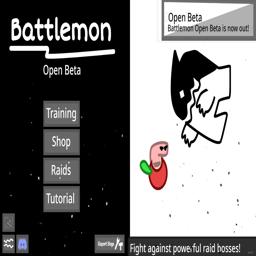 Battlemon
Open Beta
Training
Shop
Raids
Tutorial
Open Beta
Battlemon Open Beta is now out!
Fight against powerful raid bosses!